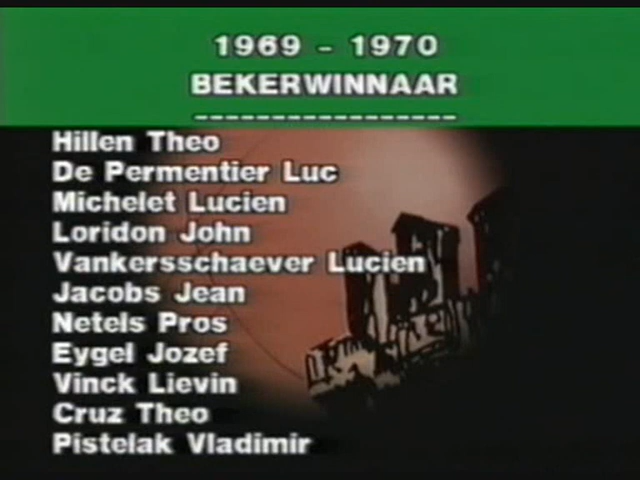 1969 - 1970
BEKERWINNAAR
-----------------
Hillen Theo
De Permentier Luc
Michelet Lucien
Loridon John
Vankersschaever Lucien
Jacobs Jean
Netels Pros
Eygel Jozef
Vinck Lievin
Cruz Theo
Pistelak Vladimir